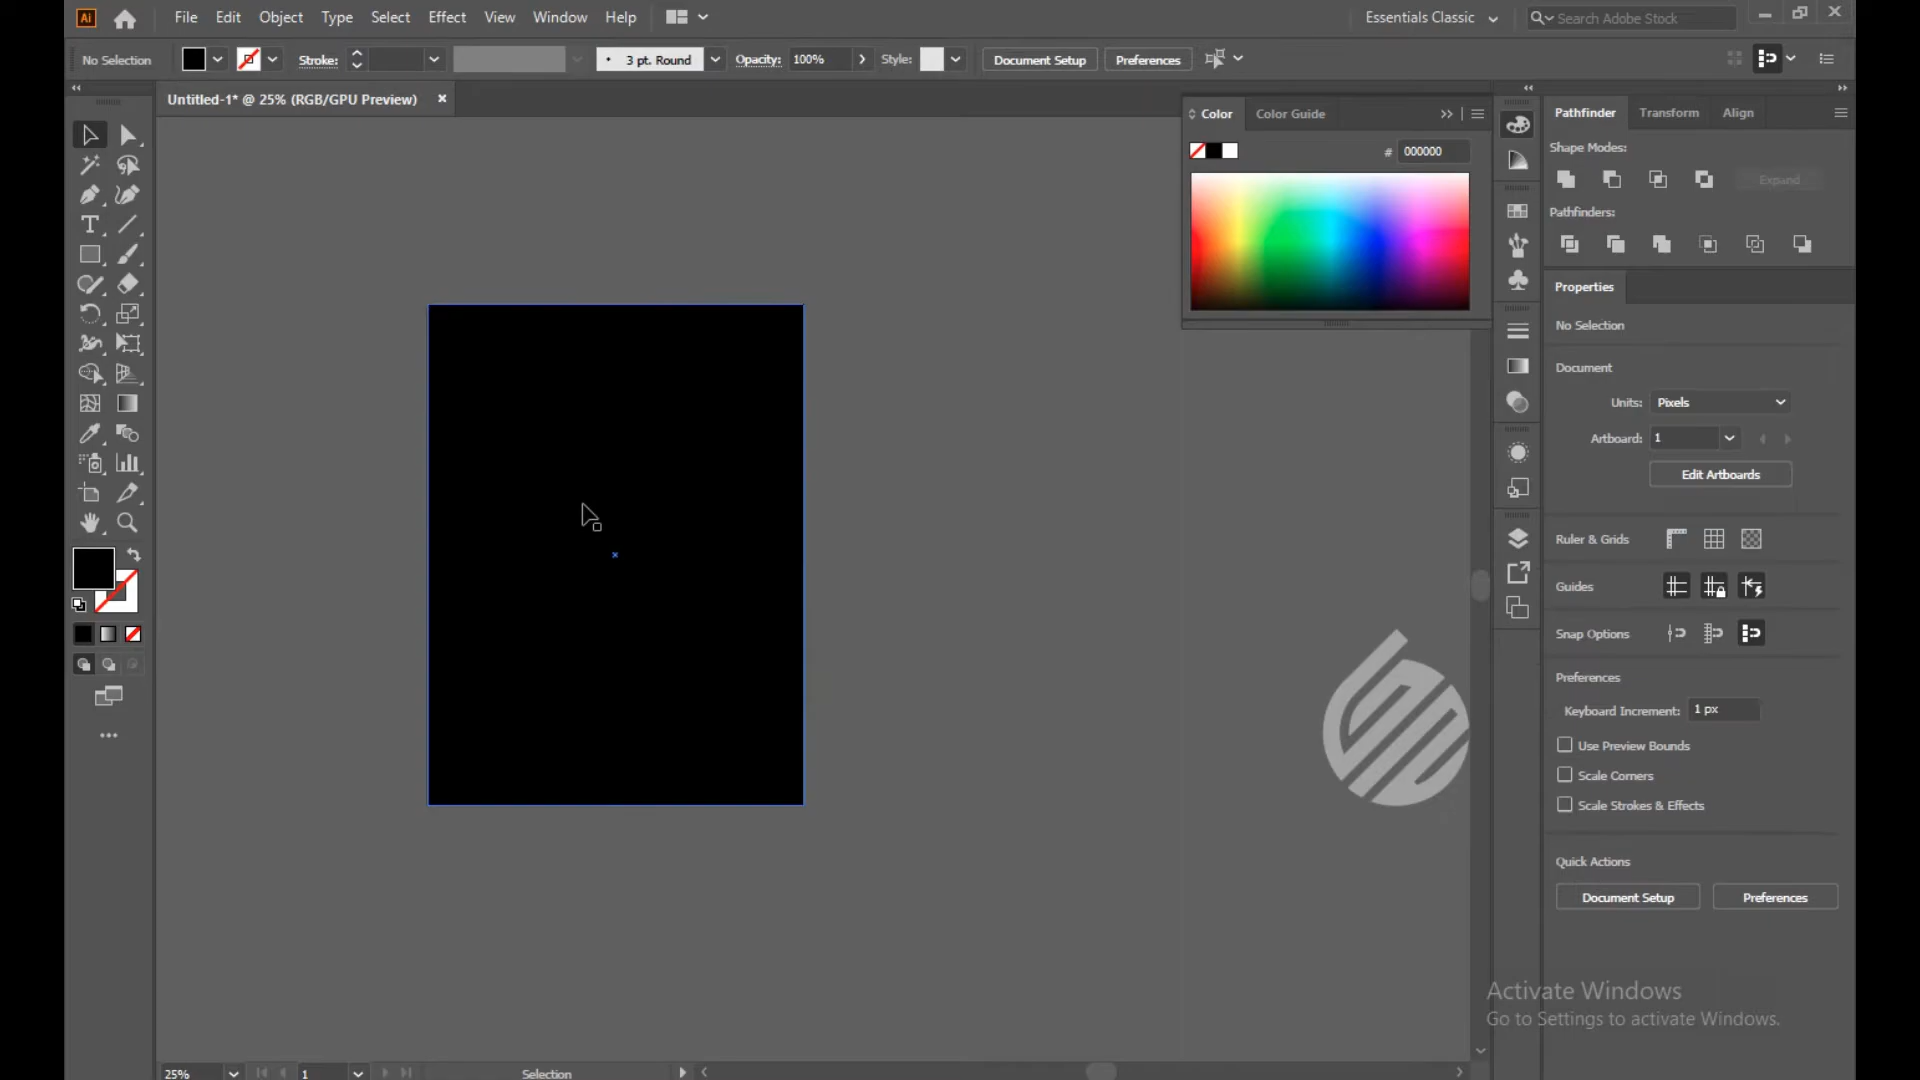 Ai File Edit Object Type Select Effect View Window Help Essentials Classic Search Adobe Stock
No Selection Stroke: 3 pt. Round Opacity: 100% Style: Document Setup Preferences
Untitled-1* @ 25% (RGB/GPU Preview)
Color Color Guide
# 000000
Pathfinder Transform Align
Shape Modes:
Expand
Pathfinders:
Properties
No Selection
Document
Units: Pixels
Artboard: 1
Edit Artboards
Ruler & Grids
Guides
Snap Options
Preferences
Keyboard Increment: 1 px
Use Preview Bounds
Scale Corners
Scale Strokes & Effects
Quick Actions
Document Setup Preferences
Activate Windows
Go to Settings to activate Windows.
25% 1 Selection